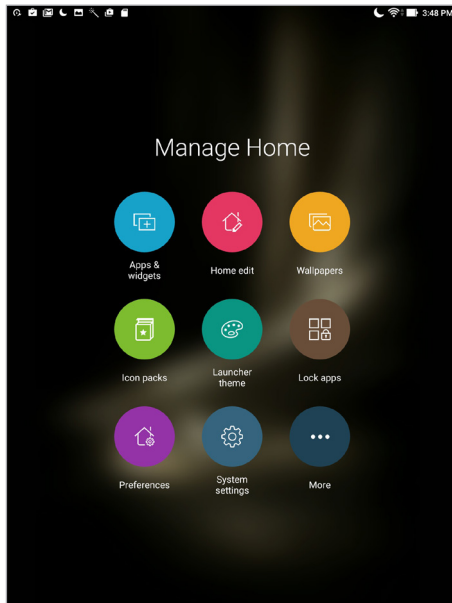 3:48 PM
Manage Home
Apps &
widgets
Home edit
Wallpapers
Icon packs
Launcher
theme
Lock apps
Preferences
System
settings
More